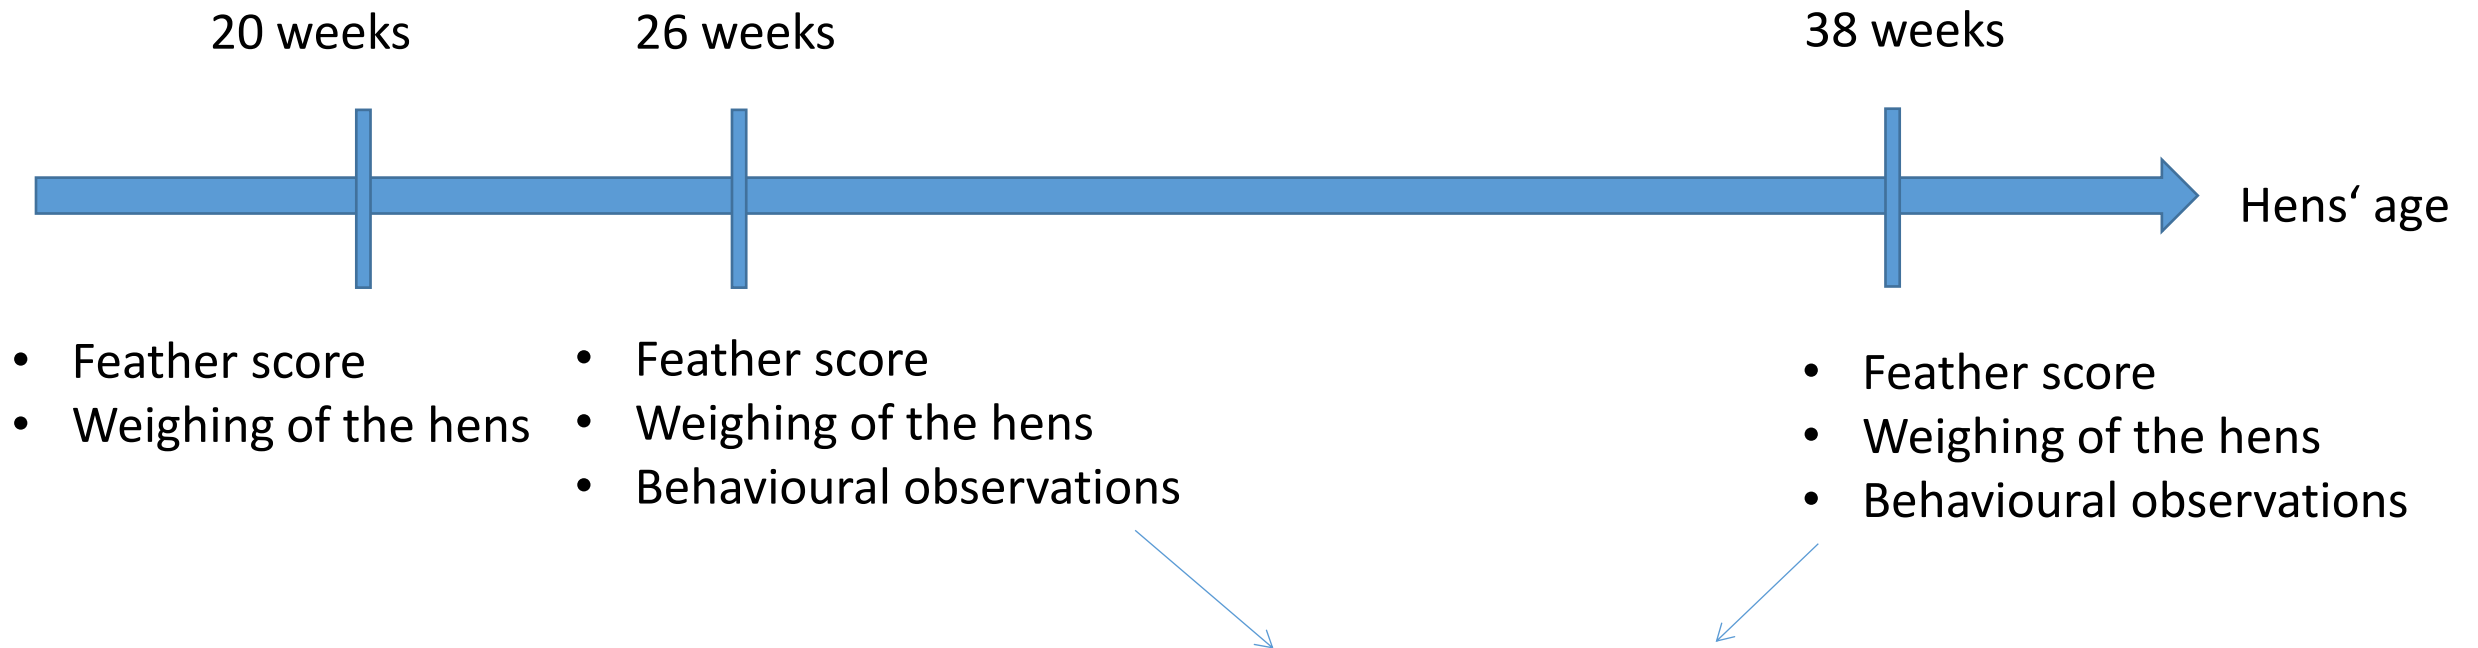 20 weeks
26 weeks
38 weeks
Hens‘ age
• Feather score
• Weighing of the hens
• Feather score
• Weighing of the hens
• Behavioural observations
• Feather score
• Weighing of the hens
• Behavioural observations